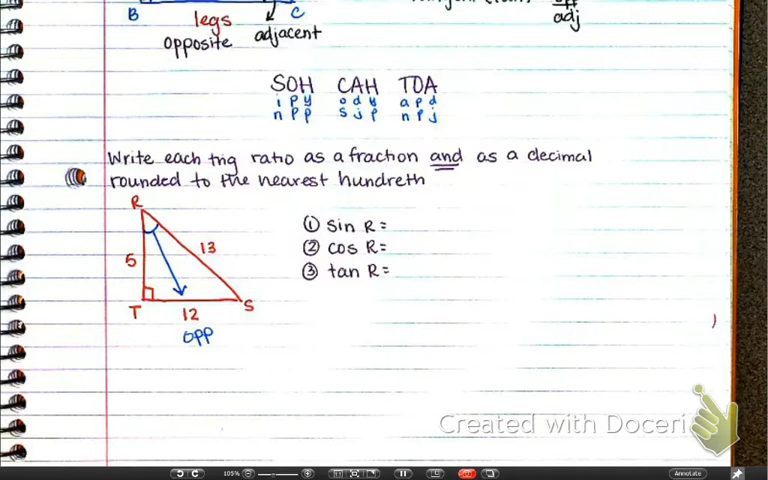 B
C
adj
legs
adjacent
opposite
SOH CAH TOA
i p y o d y a p d
n p p s j p n p j
Write each trig ratio as a fraction and as a decimal
rounded to the nearest hundreth
R
① sin R=
② cos R=
③ tan R=
13
5
T
12
S
opp
)
Created with Doceri
105%
Annotate